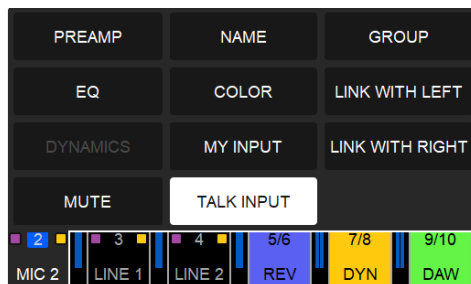 PREAMP NAME GROUP
EQ COLOR LINK WITH LEFT
DYNAMICS MY INPUT LINK WITH RIGHT
MUTE TALK INPUT
2 3 4 5/6 7/8 9/10
MIC 2 LINE 1 LINE 2 REV DYN DAW